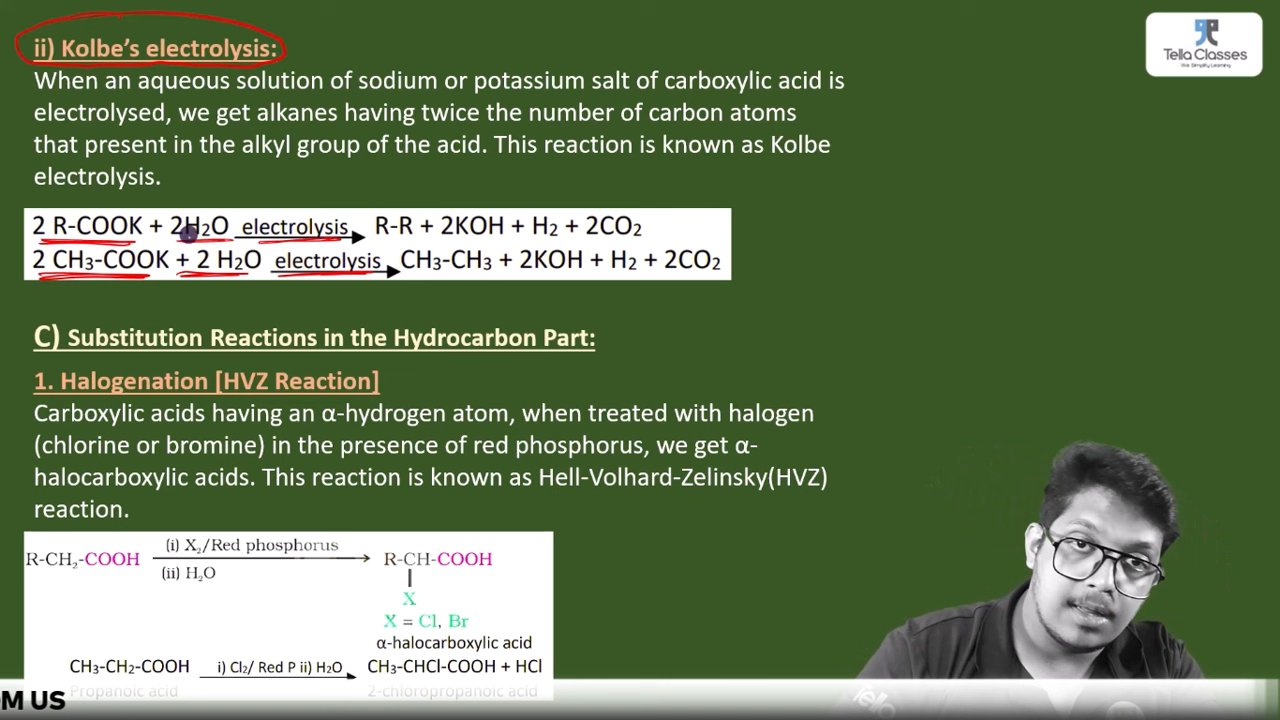 ii) Kolbe's electrolysis:
Tella Classes
We Simplify Learning
When an aqueous solution of sodium or potassium salt of carboxylic acid is
electrolysed, we get alkanes having twice the number of carbon atoms
that present in the alkyl group of the acid. This reaction is known as Kolbe
electrolysis.
2 R-COOK + 2H₂O electrolysis R-R + 2KOH + H₂ + 2CO₂
2 CH₃-COOK + 2 H₂O electrolysis CH₃-CH₃ + 2KOH + H₂ + 2CO₂
C) Substitution Reactions in the Hydrocarbon Part:
1. Halogenation [HVZ Reaction]
Carboxylic acids having an α-hydrogen atom, when treated with halogen
(chlorine or bromine) in the presence of red phosphorus, we get α-
halocarboxylic acids. This reaction is known as Hell-Volhard-Zelinsky(HVZ)
reaction.
(i) X₂/Red phosphorus
R-CH₂-COOH R-CH-COOH
(ii) H₂O
X
X = Cl, Br
α-halocarboxylic acid
CH₃-CH₂-COOH i) Cl₂/ Red P ii) H₂O CH₃-CHCl-COOH + HCl
Propanoic acid 2-chloropropanoic acid
OM US
Tella